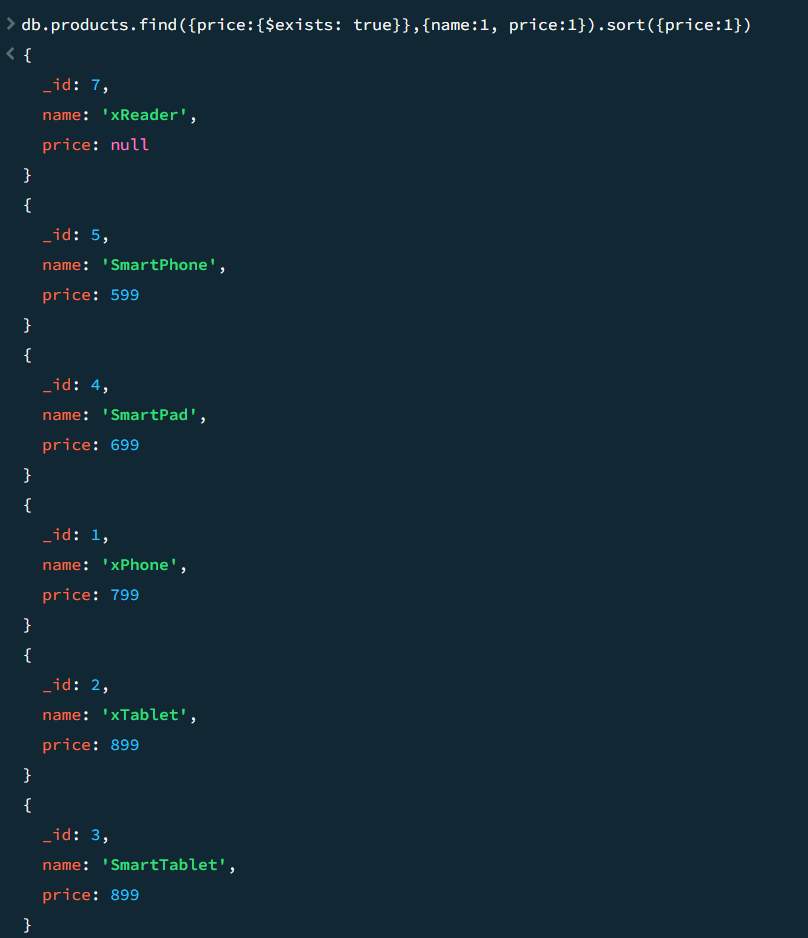 > db.products.find({price:{$exists: true}},{name:1, price:1}).sort({price:1})
< {
_id: 7,
name: 'xReader',
price: null
}
{
_id: 5,
name: 'SmartPhone',
price: 599
}
{
_id: 4,
name: 'SmartPad',
price: 699
}
{
_id: 1,
name: 'xPhone',
price: 799
}
{
_id: 2,
name: 'xTablet',
price: 899
}
{
_id: 3,
name: 'SmartTablet',
price: 899
}